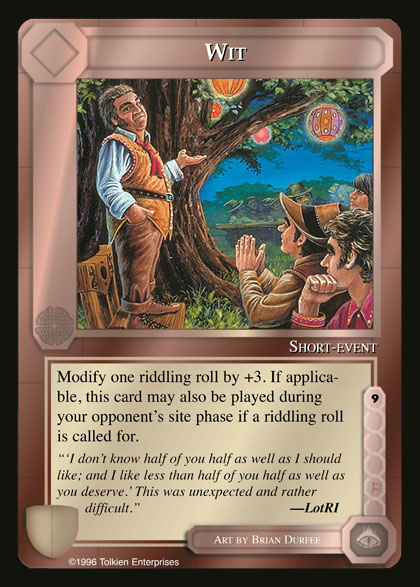 Wit
Short-event
Modify one riddling roll by +3. If applica-
ble, this card may also be played during
your opponent's site phase if a riddling roll
is called for.
9
“‘I don't know half of you half as well as I should
like; and I like less than half of you half as well as
you deserve.’ This was unexpected and rather
difficult.” —LotRI
Art by Brian Durfee
©1996 Tolkien Enterprises